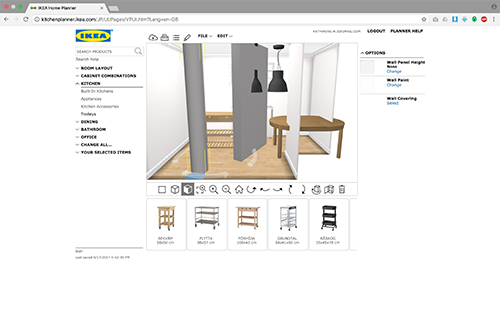 IKEA Home Planner
kitchenplanner.ikea.com
LOGOUT PLANNER HELP
IKEA
FILE EDIT
SEARCH PRODUCTS
Search Help
ROOM LAYOUT
CABINET COMBINATIONS
KITCHEN
Built-In Kitchens
Appliances
Kitchen Accessories
Trolleys
DINING
BATHROOM
OFFICE
CHANGE ALL...
YOUR SELECTED ITEMS
OPTIONS
Wall Panel Height
None
Change
Wall Paint
Change
Wall Covering
Select
BEKVÄM
FLYTTA
FÖRHÖJA
GRUNDTAL
RÅSKOG